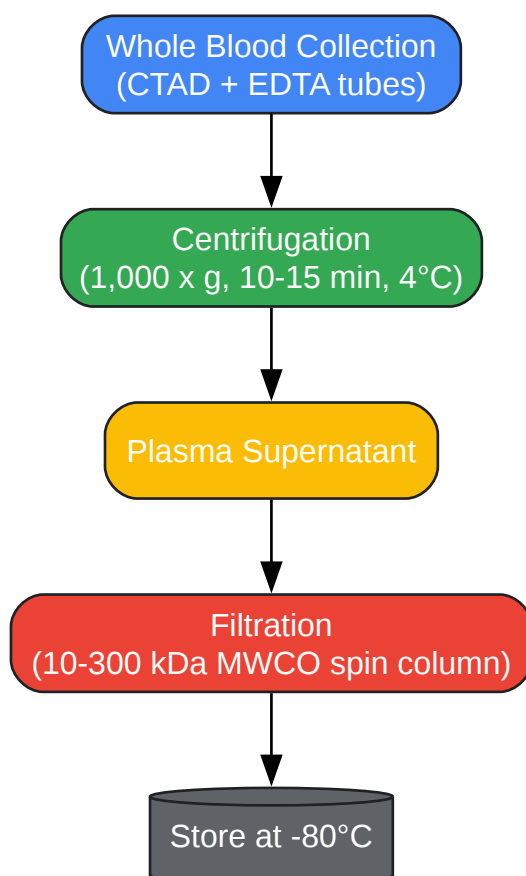 Whole Blood Collection
(CTAD + EDTA tubes)
Centrifugation
(1,000 x g, 10-15 min, 4°C)
Plasma Supernatant
Filtration
(10-300 kDa MWCO spin column)
Store at -80°C